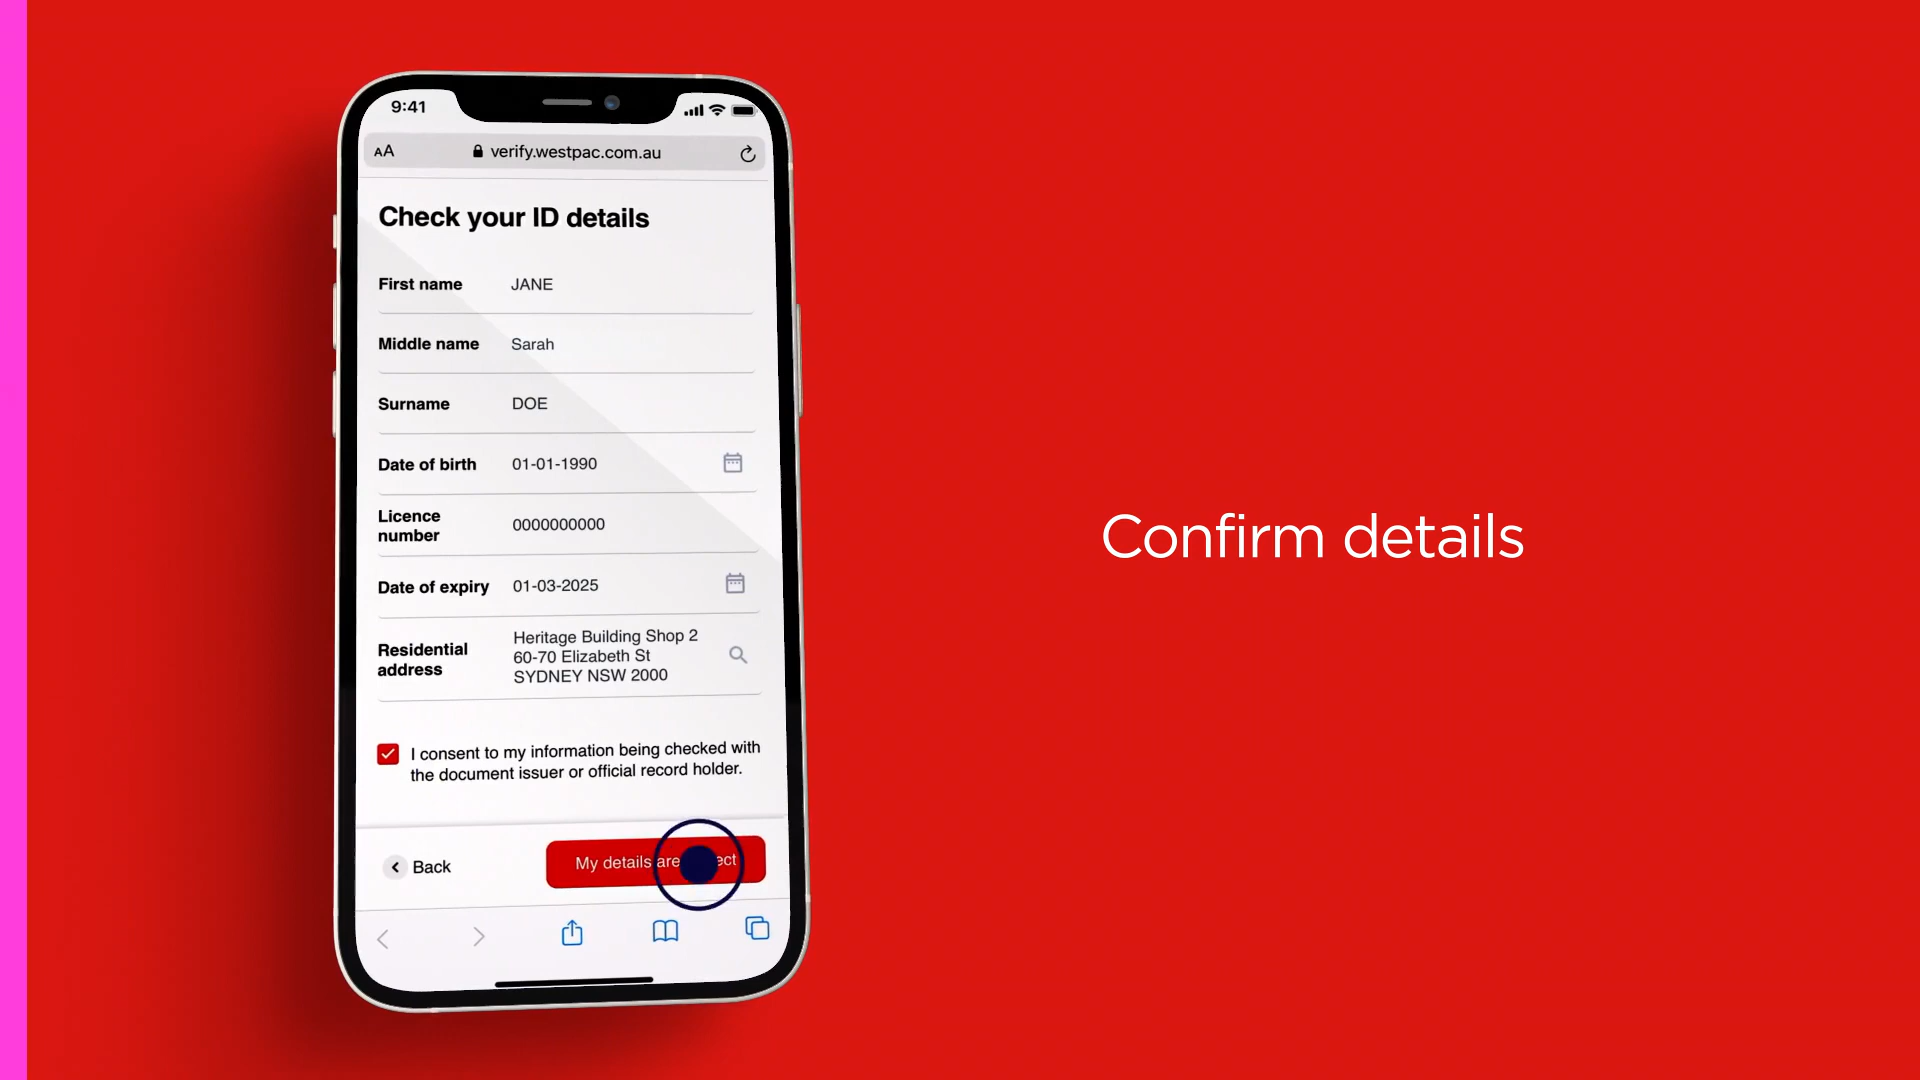 9:41
AA
verify.westpac.com.au
Check your ID details
First name JANE
Middle name Sarah
Surname DOE
Date of birth 01-01-1990
Licence
number
0000000000
Date of expiry 01-03-2025
Residential
address
Heritage Building Shop 2
60-70 Elizabeth St
SYDNEY NSW 2000
I consent to my information being checked with
the document issuer or official record holder.
Back
My details are
Confirm details